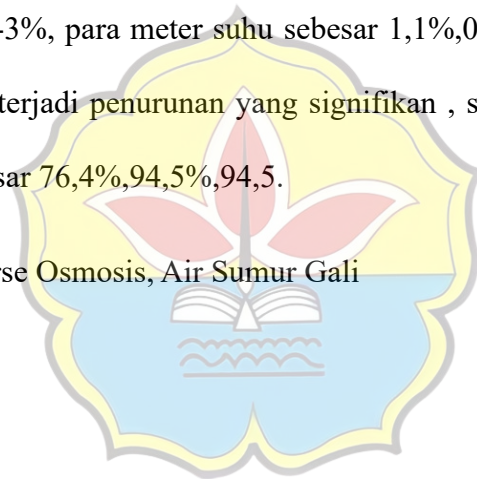 -3%, para meter suhu sebesar 1,1%,0
terjadi penurunan yang signifikan , s
sar 76,4%,94,5%,94,5.
rse Osmosis, Air Sumur Gali